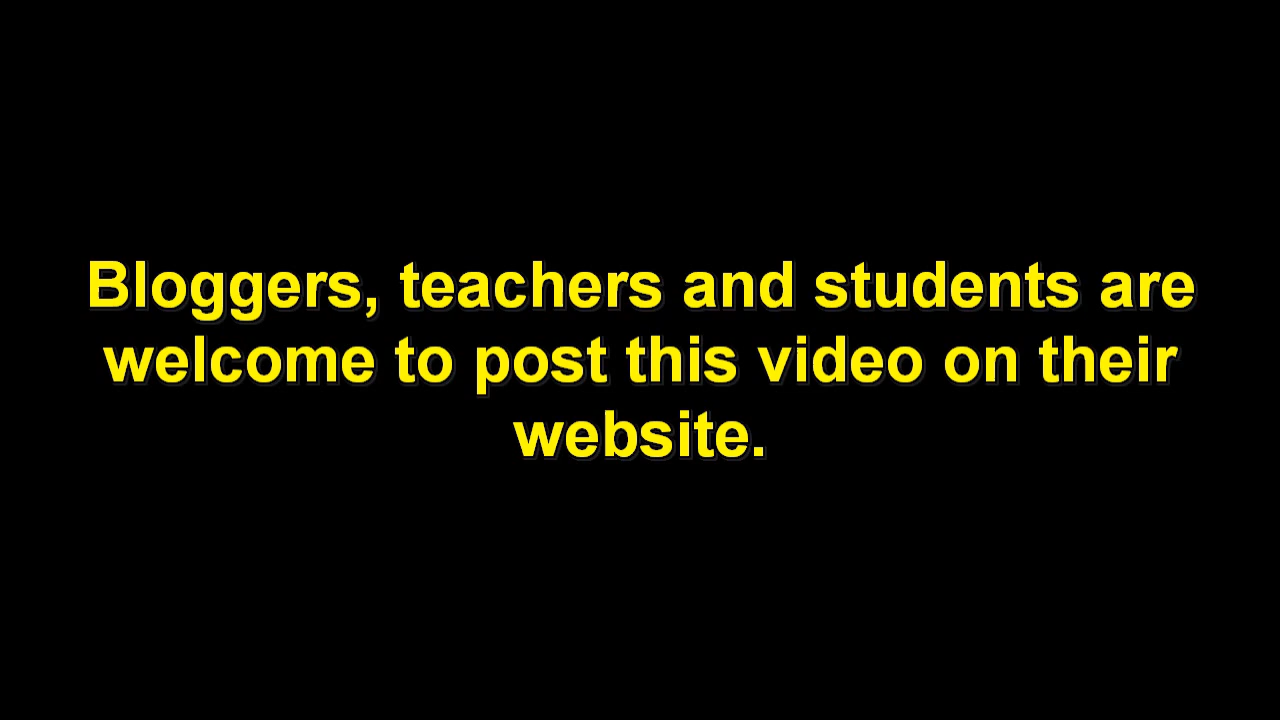 Bloggers, teachers and students are
welcome to post this video on their
website.